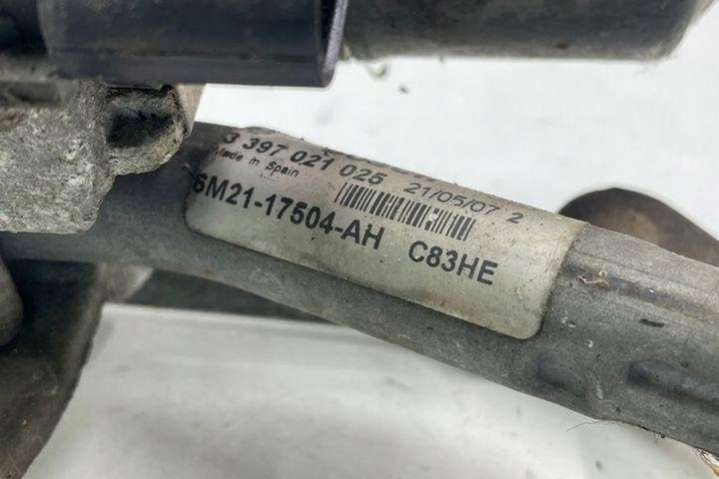 3 397 021 025 21/05/07 2
Made in Spain
6M21-17504-AH C83HE